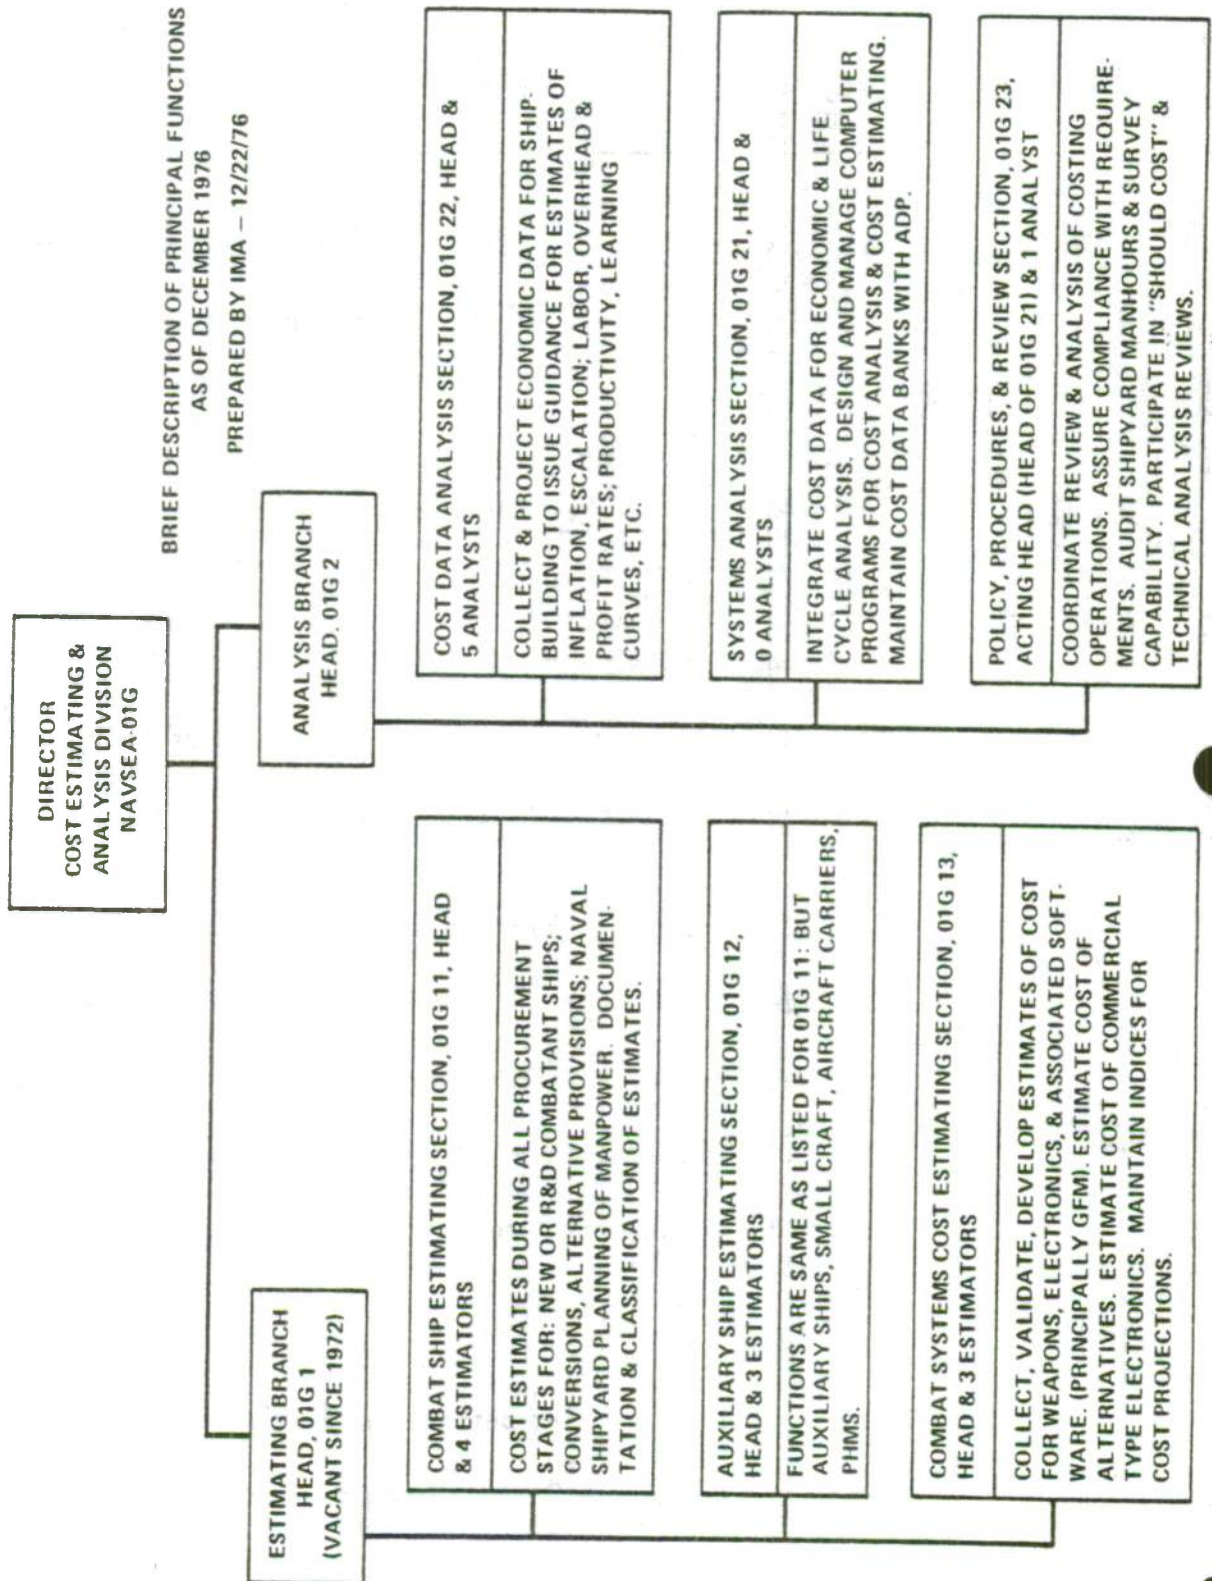 BRIEF DESCRIPTION OF PRINCIPAL FUNCTIONS
AS OF DECEMBER 1976
PREPARED BY IMA – 12/22/76
DIRECTOR
COST ESTIMATING &
ANALYSIS DIVISION
NAVSEA-01G
ESTIMATING BRANCH
HEAD, 01G 1
(VACANT SINCE 1972)
COMBAT SHIP ESTIMATING SECTION, 01G 11, HEAD
& 4 ESTIMATORS
COST ESTIMATES DURING ALL PROCUREMENT
STAGES FOR: NEW OR R&D COMBATANT SHIPS;
CONVERSIONS, ALTERNATIVE PROVISIONS; NAVAL
SHIPYARD PLANNING OF MANPOWER. DOCUMEN-
TATION & CLASSIFICATION OF ESTIMATES.
AUXILIARY SHIP ESTIMATING SECTION, 01G 12,
HEAD & 3 ESTIMATORS
FUNCTIONS ARE SAME AS LISTED FOR 01G 11: BUT
AUXILIARY SHIPS, SMALL CRAFT, AIRCRAFT CARRIERS,
PHMS.
COMBAT SYSTEMS COST ESTIMATING SECTION, 01G 13,
HEAD & 3 ESTIMATORS
COLLECT, VALIDATE, DEVELOP ESTIMATES OF COST
FOR WEAPONS, ELECTRONICS, & ASSOCIATED SOFT-
WARE. (PRINCIPALLY GFM). ESTIMATE COST OF
ALTERNATIVES. ESTIMATE COST OF COMMERCIAL
TYPE ELECTRONICS. MAINTAIN INDICES FOR
COST PROJECTIONS.
ANALYSIS BRANCH
HEAD. 01G 2
COST DATA ANALYSIS SECTION, 01G 22, HEAD &
5 ANALYSTS
COLLECT & PROJECT ECONOMIC DATA FOR SHIP-
BUILDING TO ISSUE GUIDANCE FOR ESTIMATES OF
INFLATION, ESCALATION; LABOR, OVERHEAD &
PROFIT RATES; PRODUCTIVITY, LEARNING
CURVES, ETC.
SYSTEMS ANALYSIS SECTION, 01G 21, HEAD &
0 ANALYSTS
INTEGRATE COST DATA FOR ECONOMIC & LIFE
CYCLE ANALYSIS. DESIGN AND MANAGE COMPUTER
PROGRAMS FOR COST ANALYSIS & COST ESTIMATING.
MAINTAIN COST DATA BANKS WITH ADP.
POLICY, PROCEDURES, & REVIEW SECTION, 01G 23,
ACTING HEAD (HEAD OF 01G 21) & 1 ANALYST
COORDINATE REVIEW & ANALYSIS OF COSTING
OPERATIONS. ASSURE COMPLIANCE WITH REQUIRE-
MENTS. AUDIT SHIPYARD MANHOURS & SURVEY
CAPABILITY. PARTICIPATE IN "SHOULD COST" &
TECHNICAL ANALYSIS REVIEWS.